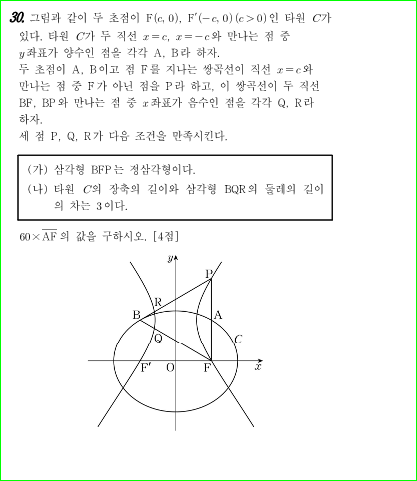 30. 그림과 같이 두 초점이 F(c, 0), F′(−c, 0) (c>0)인 타원 C가
있다. 타원 C가 두 직선 x=c, x=−c와 만나는 점 중
y좌표가 양수인 점을 각각 A, B라 하자.
두 초점이 A, B이고 점 F를 지나는 쌍곡선이 직선 x=c와
만나는 점 중 F가 아닌 점을 P라 하고, 이 쌍곡선이 두 직선
BF, BP와 만나는 점 중 x좌표가 음수인 점을 각각 Q, R라
하자.
세 점 P, Q, R가 다음 조건을 만족시킨다.
(가) 삼각형 BFP는 정삼각형이다.
(나) 타원 C의 장축의 길이와 삼각형 BQR의 둘레의 길이
의 차는 3이다.
60×A̅F̅의 값을 구하시오. [4점]
y
P
R
B
A
Q
C
F′
O
F
x